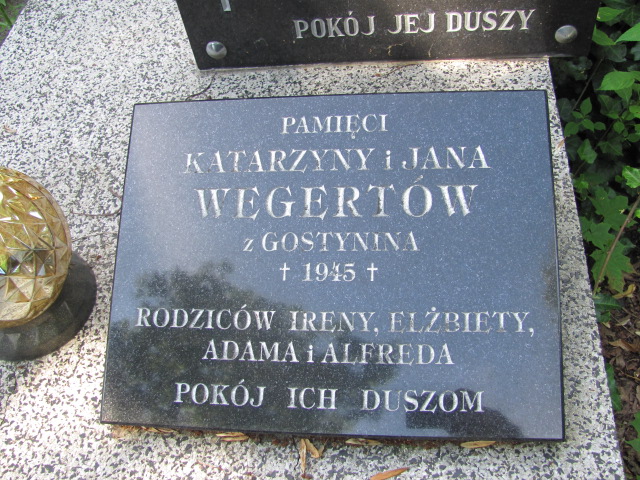 POKÓJ JEJ DUSZY
PAMIĘCI
KATARZYNY i JANA
WEGERTÓW
z GOSTYNINA
† 1945 †
RODZICÓW IRENY, ELŻBIETY,
ADAMA i ALFREDA
POKÓJ ICH DUSZOM